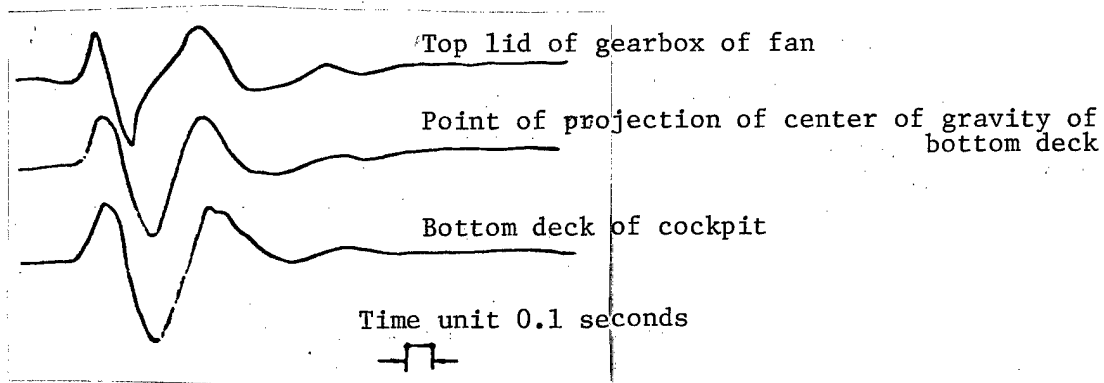 Top lid of gearbox of fan
Point of projection of center of gravity of
bottom deck
Bottom deck of cockpit
Time unit 0.1 seconds